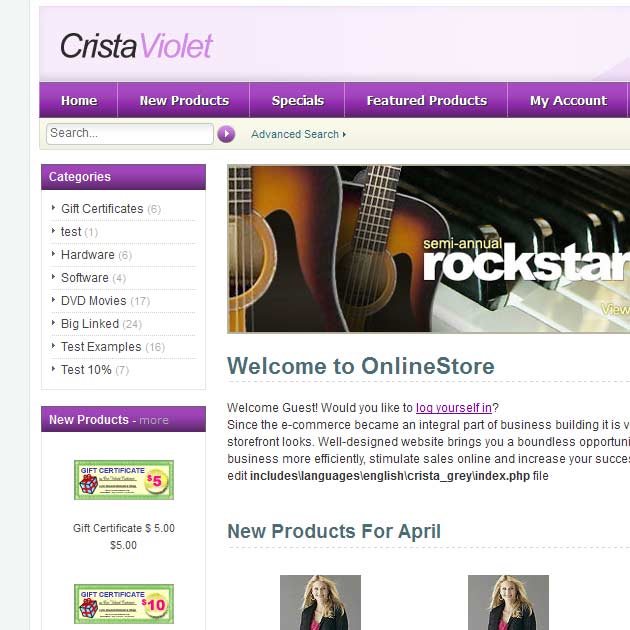 CristaViolet
Home New Products Specials Featured Products My Account
Search... Advanced Search
Categories
Gift Certificates (6)
test (1)
Hardware (6)
Software (4)
DVD Movies (17)
Big Linked (24)
Test Examples (16)
Test 10% (7)
New Products - more
GIFT CERTIFICATE
$5
Gift Certificate $ 5.00
$5.00
GIFT CERTIFICATE
$10
semi-annual
rockstar
View
Welcome to OnlineStore
Welcome Guest! Would you like to log yourself in?
Since the e-commerce became an integral part of business building it is v
storefront looks. Well-designed website brings you a boundless opportuni
business more efficiently, stimulate sales online and increase your succes
edit includes\languages\english\crista_grey\index.php file
New Products For April